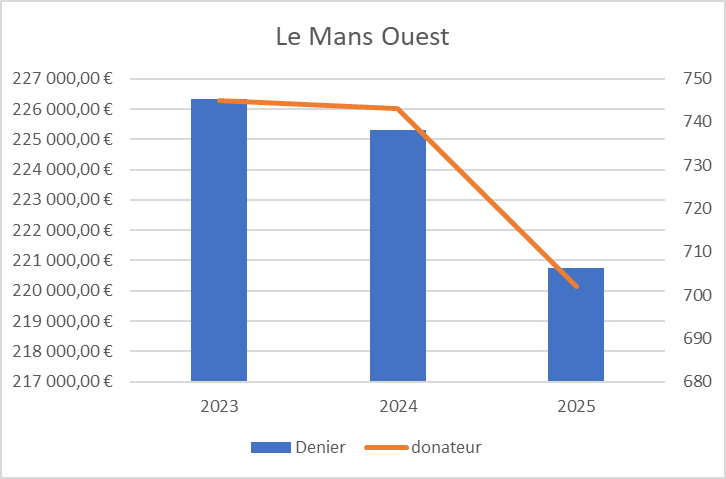 Le Mans Ouest
227 000,00 €
226 000,00 €
225 000,00 €
224 000,00 €
223 000,00 €
222 000,00 €
221 000,00 €
220 000,00 €
219 000,00 €
218 000,00 €
217 000,00 €
750
740
730
720
710
700
690
680
2023 2024 2025
Denier donateur